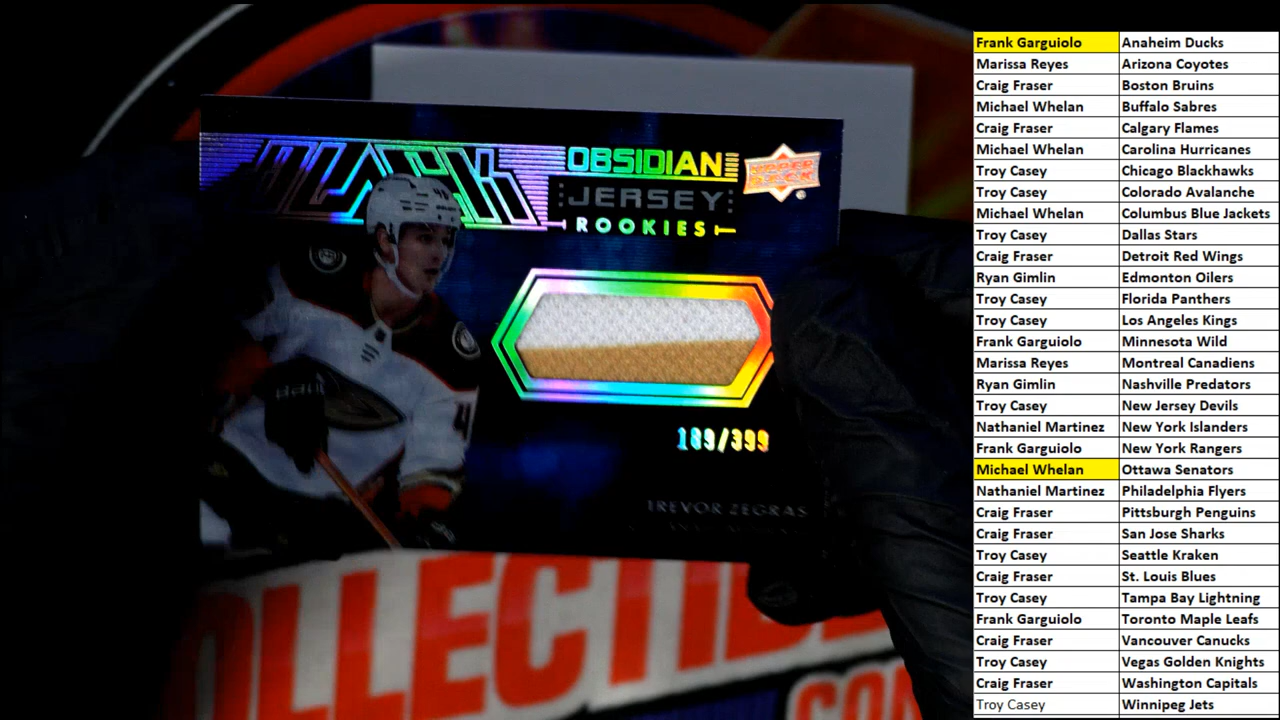 BLACK
OBSIDIAN
JERSEY
ROOKIES
UPPER DECK
189/399
TREVOR ZEGRAS
COLLECTIBLE
CON
Frank Garguiolo Anaheim Ducks
Marissa Reyes Arizona Coyotes
Craig Fraser Boston Bruins
Michael Whelan Buffalo Sabres
Craig Fraser Calgary Flames
Michael Whelan Carolina Hurricanes
Troy Casey Chicago Blackhawks
Troy Casey Colorado Avalanche
Michael Whelan Columbus Blue Jackets
Troy Casey Dallas Stars
Craig Fraser Detroit Red Wings
Ryan Gimlin Edmonton Oilers
Troy Casey Florida Panthers
Troy Casey Los Angeles Kings
Frank Garguiolo Minnesota Wild
Marissa Reyes Montreal Canadiens
Ryan Gimlin Nashville Predators
Troy Casey New Jersey Devils
Nathaniel Martinez New York Islanders
Frank Garguiolo New York Rangers
Michael Whelan Ottawa Senators
Nathaniel Martinez Philadelphia Flyers
Craig Fraser Pittsburgh Penguins
Craig Fraser San Jose Sharks
Troy Casey Seattle Kraken
Craig Fraser St. Louis Blues
Troy Casey Tampa Bay Lightning
Frank Garguiolo Toronto Maple Leafs
Craig Fraser Vancouver Canucks
Troy Casey Vegas Golden Knights
Craig Fraser Washington Capitals
Troy Casey Winnipeg Jets